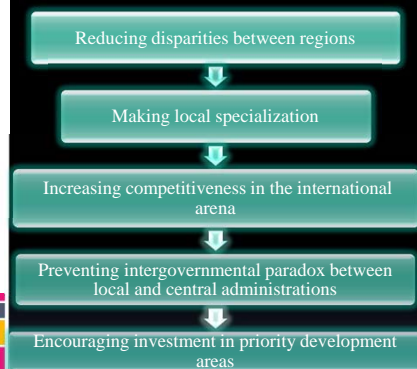 Reducing disparities between regions
Making local specialization
Increasing competitiveness in the international
arena
Preventing intergovernmental paradox between
local and central administrations
Encouraging investment in priority development
areas